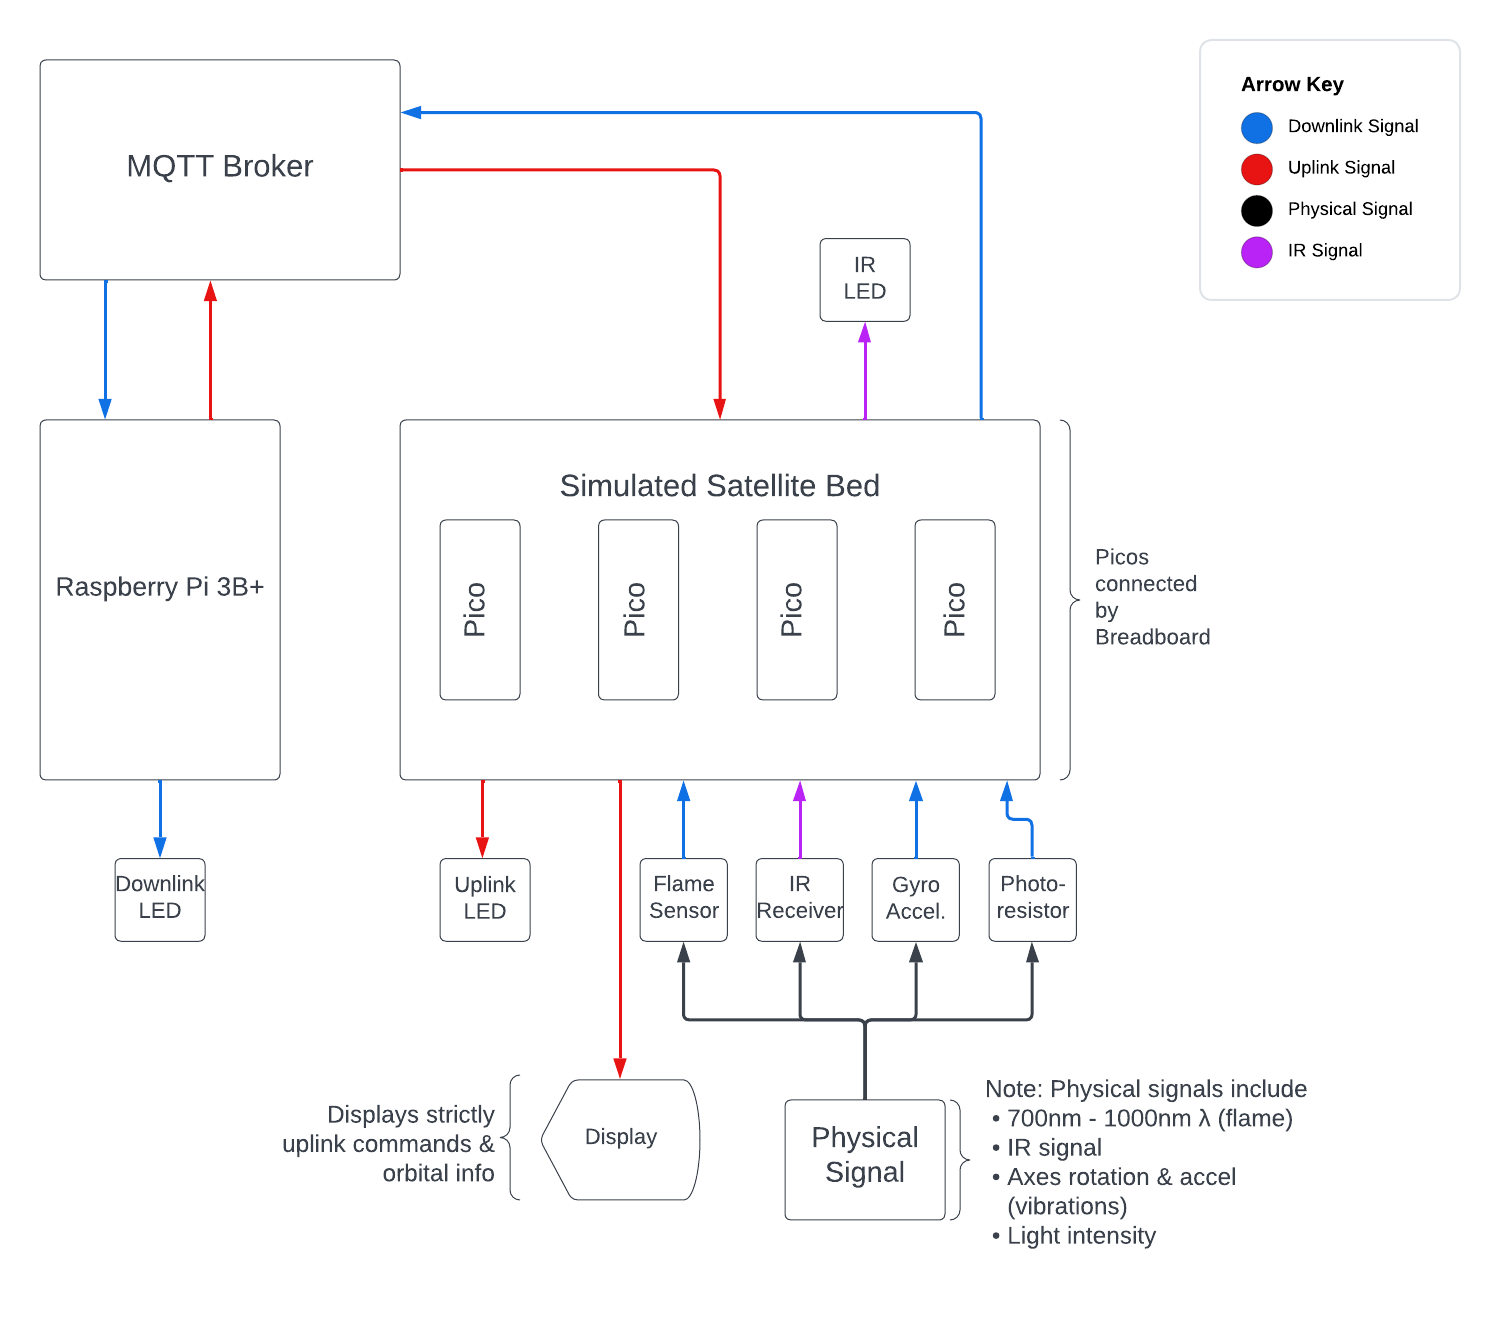 Arrow Key
Downlink Signal
Uplink Signal
Physical Signal
IR Signal
MQTT Broker
IR
LED
Raspberry Pi 3B+
Simulated Satellite Bed
Pico
Pico
Pico
Pico
Picos
connected
by
Breadboard
Downlink
LED
Uplink
LED
Flame
Sensor
IR
Receiver
Gyro
Accel.
Photo-
resistor
Displays strictly
uplink commands &
orbital info
Display
Physical
Signal
Note: Physical signals include
• 700nm - 1000nm λ (flame)
• IR signal
• Axes rotation & accel
(vibrations)
• Light intensity